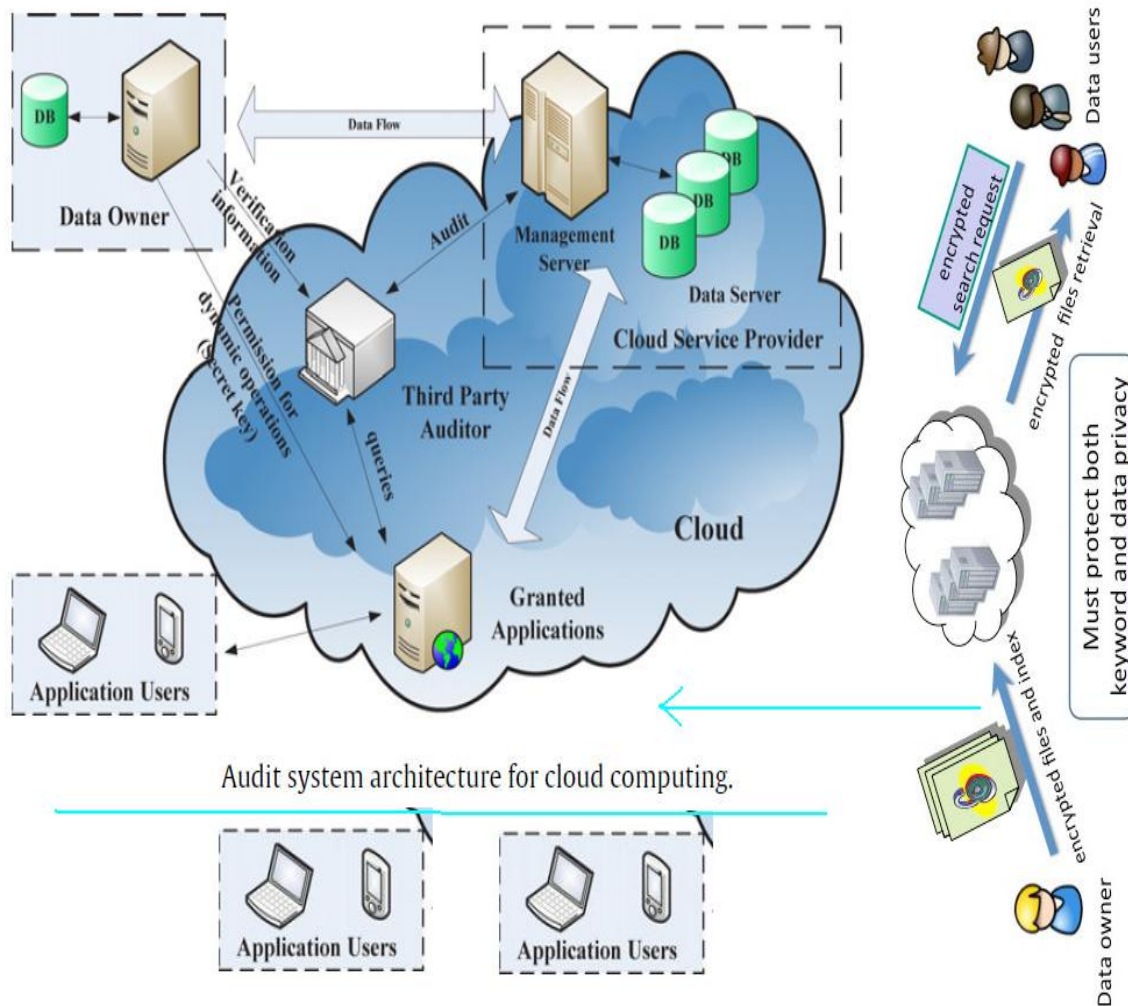 DB
Data Owner
Data Flow
Verification
information
Permission for
dynamic operations
(Secret key)
Audit
Management
Server
DB
DB
DB
Data Server
Cloud Service Provider
Third Party
Auditor
queries
Data Flow
Cloud
Granted
Applications
Application Users
Audit system architecture for cloud computing.
Application Users
Application Users
Data users
encrypted
search request
encrypted files retrieval
Must protect both
keyword and data privacy
encrypted files and index
Data owner